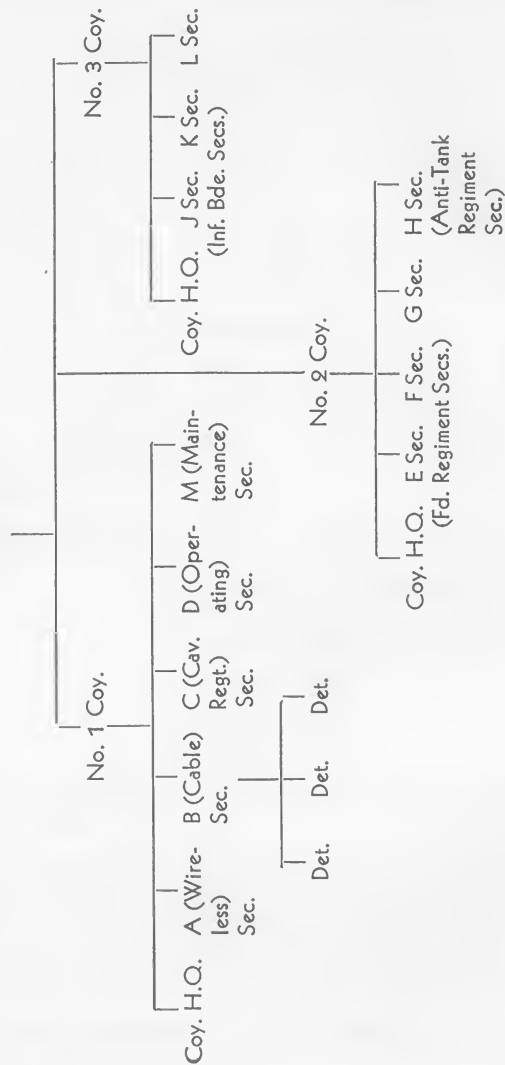 No. 1 Coy.
No. 3 Coy.
Coy. H.Q. A (Wire- B (Cable) C (Cav. D (Oper- M (Main-
less) Sec. Regt.) ating) tenance)
Sec. Sec. Sec. Sec.
Det. Det. Det.
Coy. H.Q. J Sec. K Sec. L Sec.
(Inf. Bde. Secs.)
No. 2 Coy.
Coy. H.Q. E Sec. F Sec. G Sec. H Sec.
(Fd. Regiment Secs.) (Anti-Tank
Regiment
Sec.)